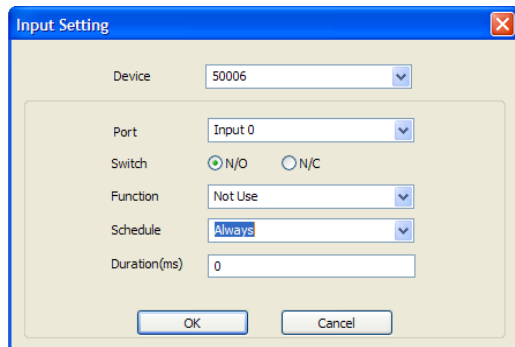 Input Setting
Device 50006
Port Input 0
Switch N/O N/C
Function Not Use
Schedule Always
Duration(ms) 0
OK Cancel